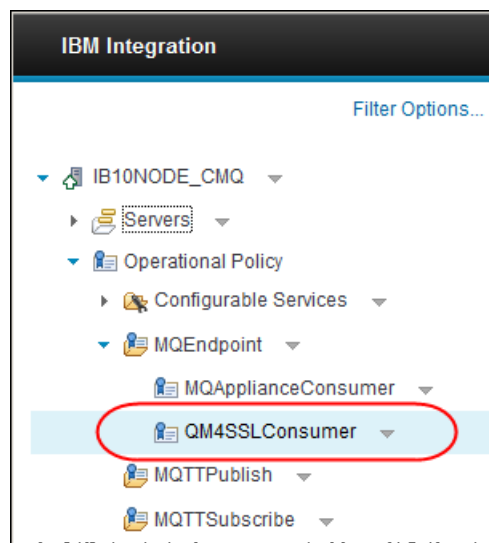 IBM Integration
Filter Options...
IB10NODE_CMQ
Servers
Operational Policy
Configurable Services
MQEndpoint
MQApplianceConsumer
QM4SSLConsumer
MQTTPublish
MQTTSubscribe